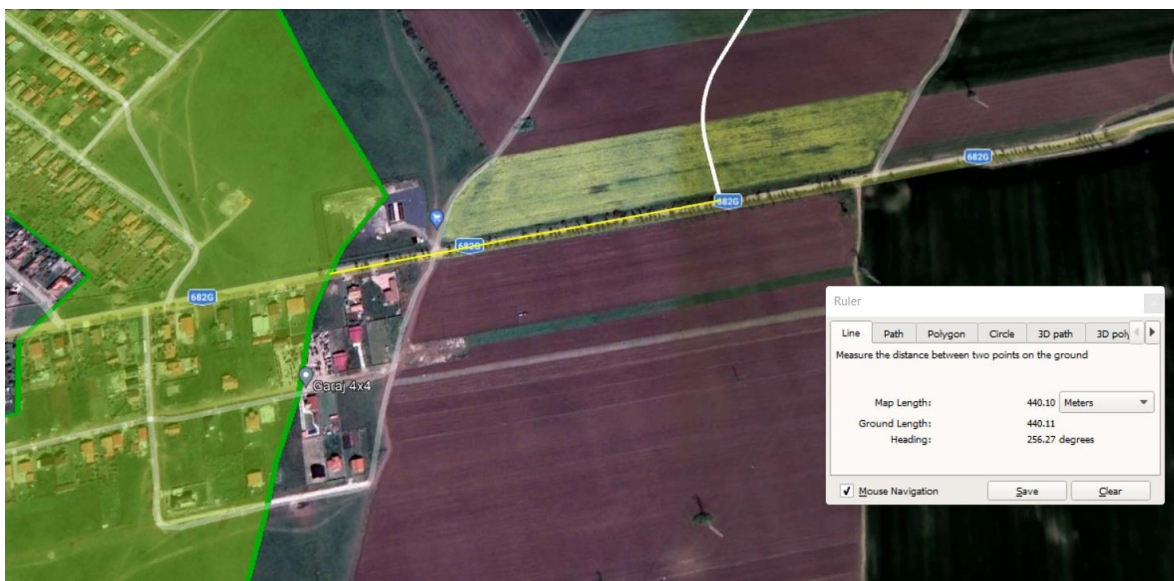 682G
682G
682G
682G
Garaj 4x4
Ruler
Line Path Polygon Circle 3D path 3D poly
Measure the distance between two points on the ground
Map Length: 440.10 Meters
Ground Length: 440.11
Heading: 256.27 degrees
Mouse Navigation Save Clear